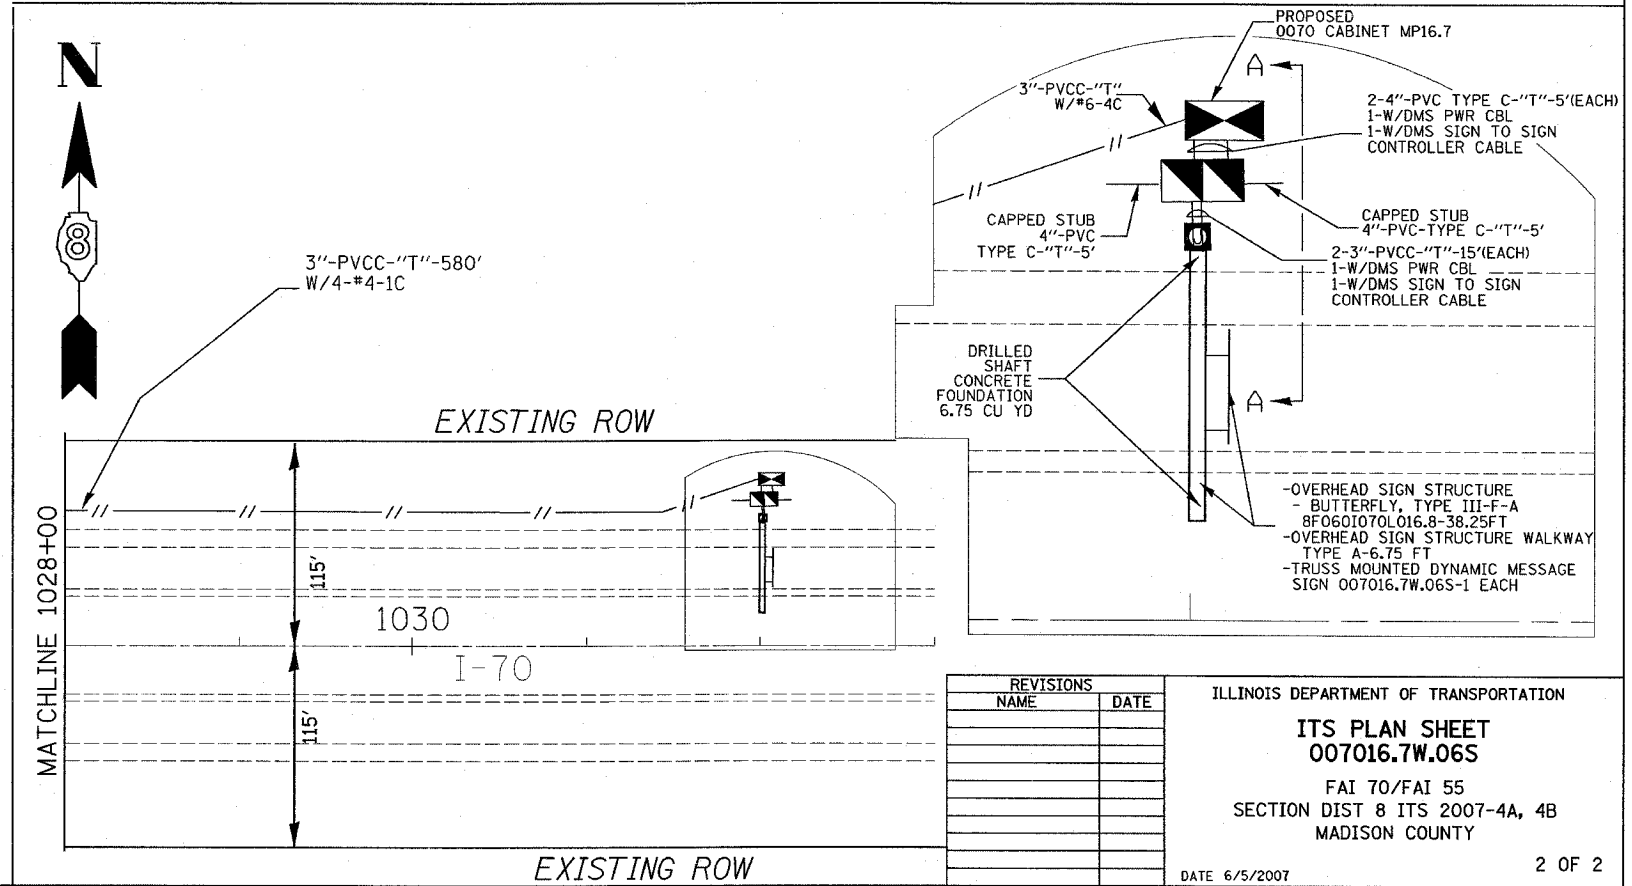 N
8
3"-PVCC-"T"-580'
W/4-#4-1C
EXISTING ROW
MATCHLINE 1028+00
115'
1030
I-70
115'
EXISTING ROW
PROPOSED
0070 CABINET MP16.7
A
3"-PVCC-"T"
W/#6-4C
2-4"-PVC TYPE C-"T"-5'(EACH)
1-W/DMS PWR CBL
1-W/DMS SIGN TO SIGN
CONTROLLER CABLE
CAPPED STUB
4"-PVC
TYPE C-"T"-5'
CAPPED STUB
4"-PVC-TYPE C-"T"-5'
2-3"-PVCC-"T"-15'(EACH)
1-W/DMS PWR CBL
1-W/DMS SIGN TO SIGN
CONTROLLER CABLE
DRILLED
SHAFT
CONCRETE
FOUNDATION
6.75 CU YD
A
-OVERHEAD SIGN STRUCTURE
- BUTTERFLY, TYPE III-F-A
8F060I070L016.8-38.25FT
-OVERHEAD SIGN STRUCTURE WALKWAY
TYPE A-6.75 FT
-TRUSS MOUNTED DYNAMIC MESSAGE
SIGN 007016.7W.06S-1 EACH
REVISIONS
NAME DATE
ILLINOIS DEPARTMENT OF TRANSPORTATION
ITS PLAN SHEET
007016.7W.06S
FAI 70/FAI 55
SECTION DIST 8 ITS 2007-4A, 4B
MADISON COUNTY
DATE 6/5/2007
2 OF 2